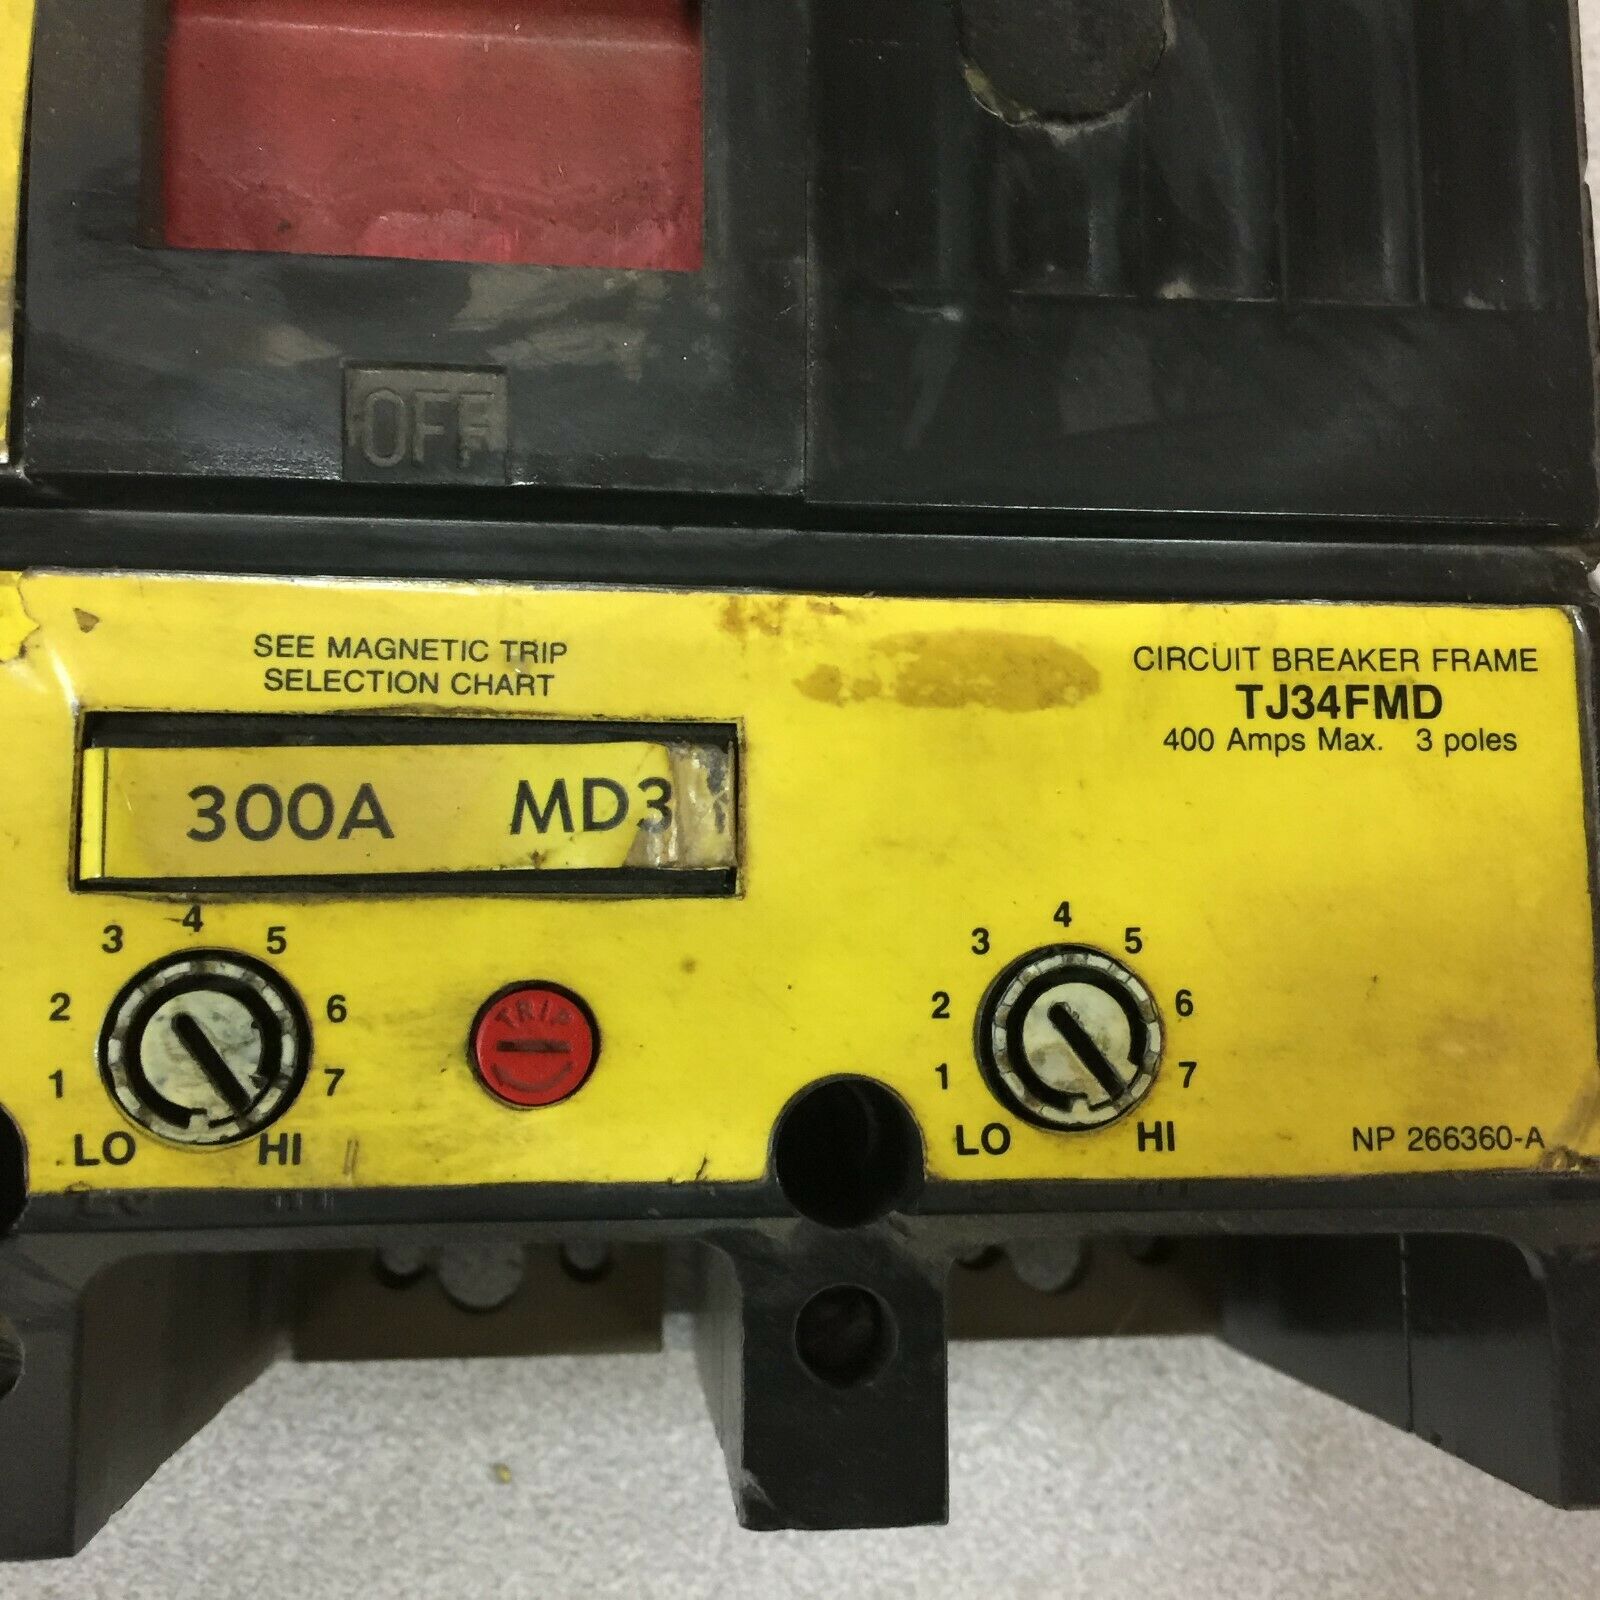 OFF
SEE MAGNETIC TRIP
SELECTION CHART
CIRCUIT BREAKER FRAME
TJ34FMD
400 Amps Max. 3 poles
300A MD3
4
3 5
2 6
1 7
LO HI
TRIP
4
3 5
2 6
1 7
LO HI
NP 266360-A